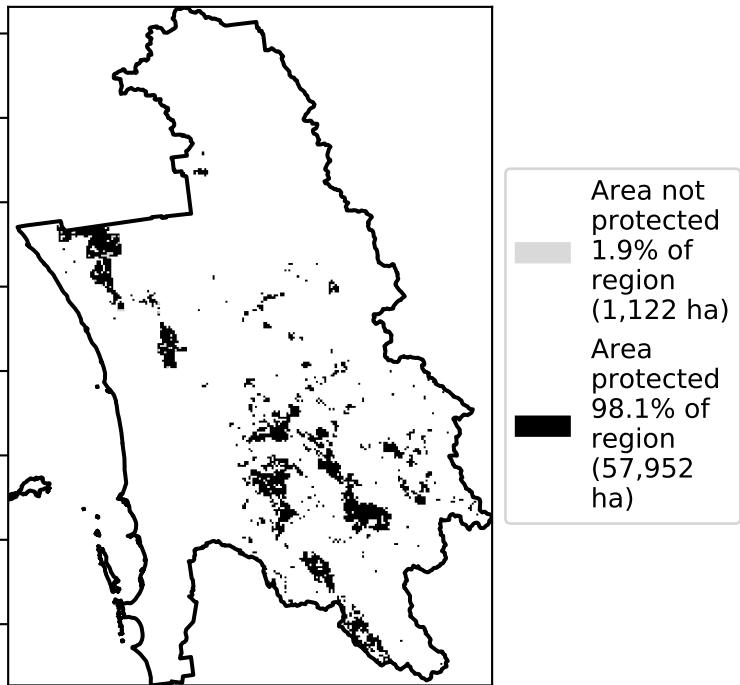 Area not
protected
1.9% of
region
(1,122 ha)
Area
protected
98.1% of
region
(57,952
ha)